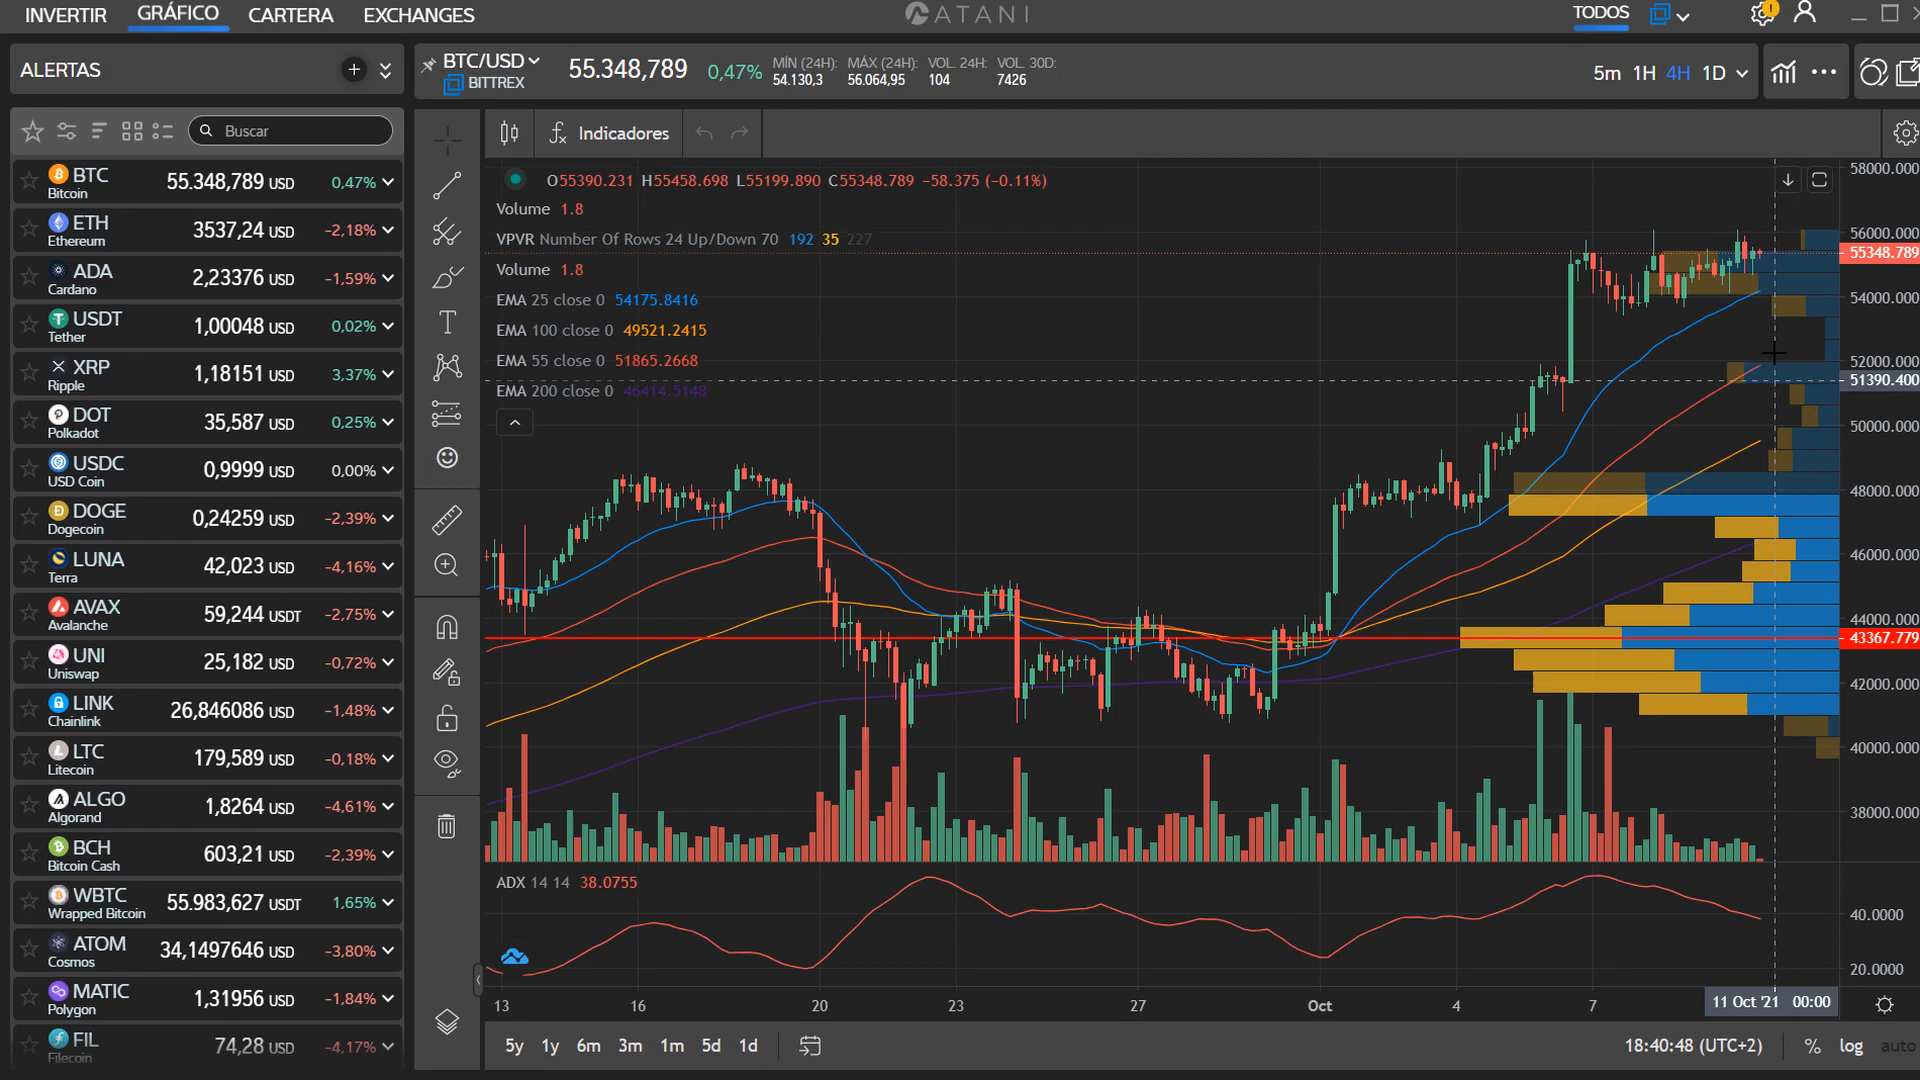 INVERTIR GRÁFICO CARTERA EXCHANGES ATANI TODOS
ALERTAS
BTC/USD 55.348,789 0,47%
BITTREX
MÍN (24H): MÁX (24H): VOL. 24H: VOL. 30D:
54.130,3 56.064,95 104 7426
5m 1H 4H 1D
Buscar
Indicadores
BTC 55.348,789 USD 0,47%
Bitcoin
ETH 3537,24 USD -2,18%
Ethereum
ADA 2,23376 USD -1,59%
Cardano
USDT 1,00048 USD 0,02%
Tether
XRP 1,18151 USD 3,37%
Ripple
DOT 35,587 USD 0,25%
Polkadot
USDC 0,9999 USD 0,00%
USD Coin
DOGE 0,24259 USD -2,39%
Dogecoin
LUNA 42,023 USD -4,16%
Terra
AVAX 59,244 USDT -2,75%
Avalanche
UNI 25,182 USD -0,72%
Uniswap
LINK 26,846086 USD -1,48%
Chainlink
LTC 179,589 USD -0,18%
Litecoin
ALGO 1,8264 USD -4,61%
Algorand
BCH 603,21 USD -2,39%
Bitcoin Cash
WBTC 55.983,627 USDT 1,65%
Wrapped Bitcoin
ATOM 34,1497646 USD -3,80%
Cosmos
MATIC 1,31956 USD -1,84%
Polygon
FIL 74,28 USD -4,17%
Filecoin
O55390.231 H55458.698 L55199.890 C55348.789 −58.375 (−0.11%)
Volume 1.8
VPVR Number Of Rows 24 Up/Down 70 192 35 227
Volume 1.8
EMA 25 close 0 54175.8416
EMA 100 close 0 49521.2415
EMA 55 close 0 51865.2668
EMA 200 close 0 46414.5148
58000.000
56000.000
55348.789
54000.000
52000.000
51390.400
50000.000
48000.000
46000.000
44000.000
43367.779
42000.000
40000.000
38000.000
ADX 14 14 38.0755
40.0000
20.0000
13 16 20 23 27 Oct 4 7 11 Oct '21 00:00
5y 1y 6m 3m 1m 5d 1d 18:40:48 (UTC+2) % log auto